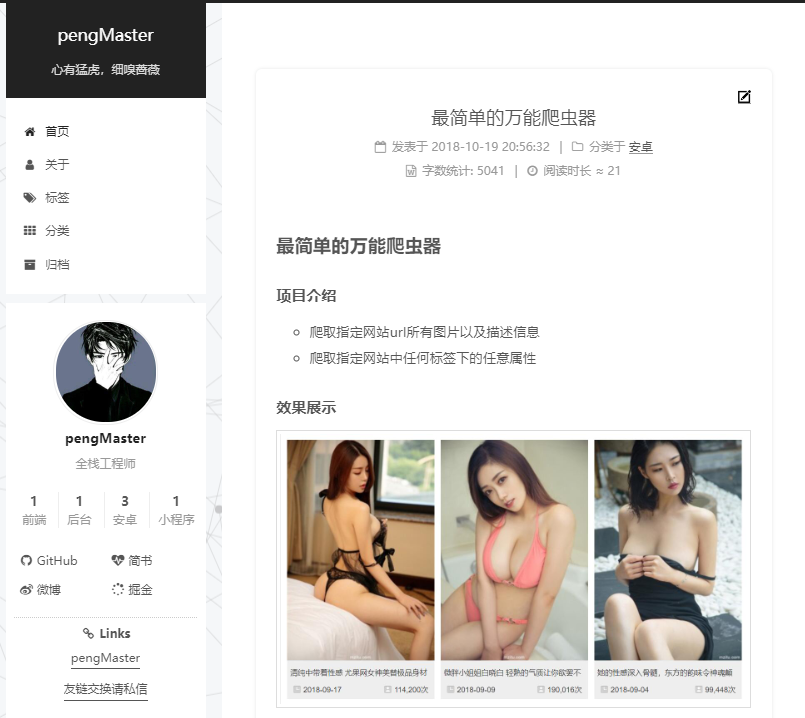 pengMaster
心有猛虎，细嗅蔷薇
首页
关于
标签
分类
归档
pengMaster
全栈工程师
1 1 3 1
前端 后台 安卓 小程序
GitHub 简书
微博 掘金
Links
pengMaster
友链交换请私信
最简单的万能爬虫器
发表于 2018-10-19 20:56:32 | 分类于 安卓
字数统计: 5041 | 阅读时长 ≈ 21
最简单的万能爬虫器
项目介绍
爬取指定网站url所有图片以及描述信息
爬取指定网站中任何标签下的任意属性
效果展示
酒纯中带着性感 尤果网女神美替极品身材
2018-09-17 114,200次
微胖小姐姐白晓白 轻熟的气质让你欲罢不
2018-09-09 190,016次
她的性感深入骨髓，东方的韵味令神魂颠
2018-09-04 99,448次